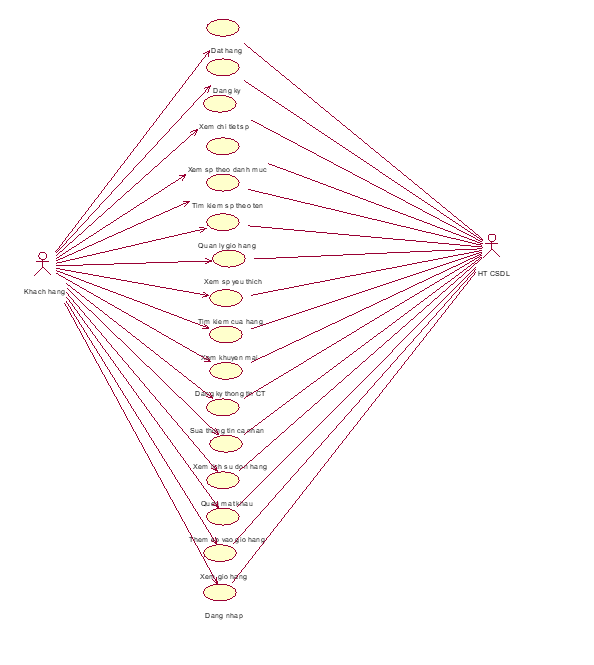 Dat hang
Dang ky
Xem chi tiet sp
Xem sp theo danh muc
Tim kiem sp theo ten
Quan ly gio hang
Xem sp yeu thich
Tim kiem cua hang
Xem khuyen mai
Dang ky thong tin CT
Sua thong tin ca nhan
Xem lich su don hang
Quen mat khau
Them sp vao gio hang
Xem gio hang
Dang nhap
Khach hang
HT CSDL